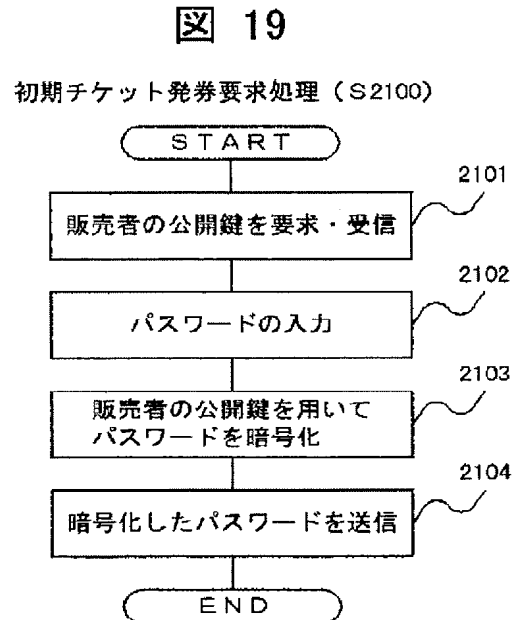 図 19
初期チケット発券要求処理(S2100)
START
2101
販売者の公開鍵を要求・受信
2102
パスワードの入力
2103
販売者の公開鍵を用いて
パスワードを暗号化
2104
暗号化したパスワードを送信
END